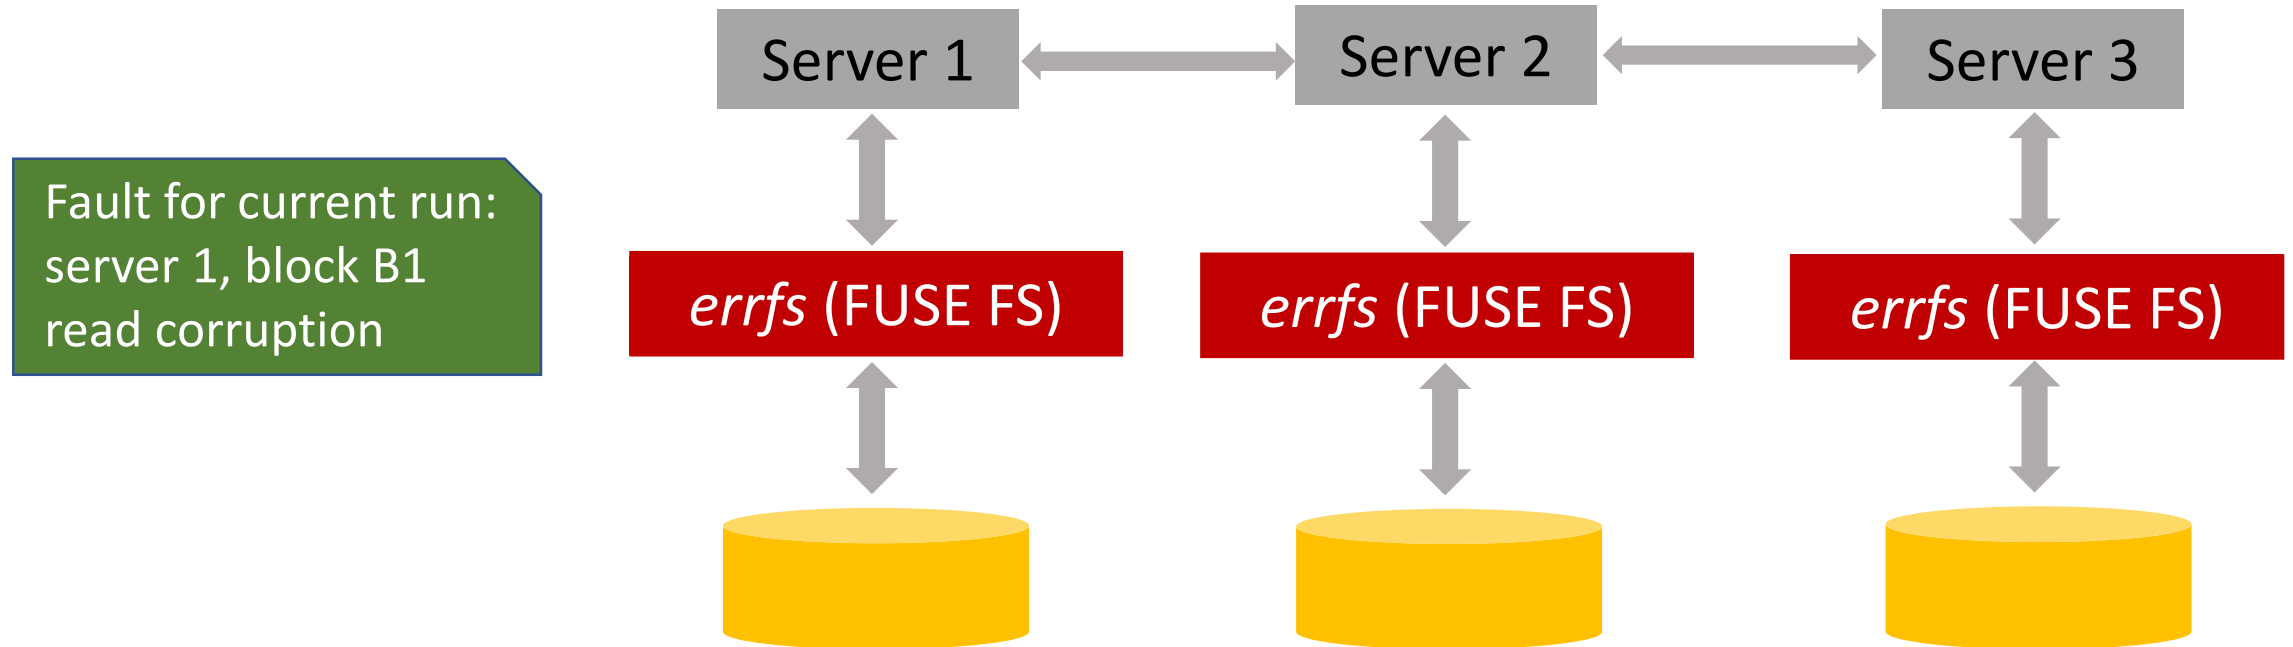 Server 1
Server 2
Server 3
Fault for current run:
server 1, block B1
read corruption
errfs (FUSE FS)
errfs (FUSE FS)
errfs (FUSE FS)